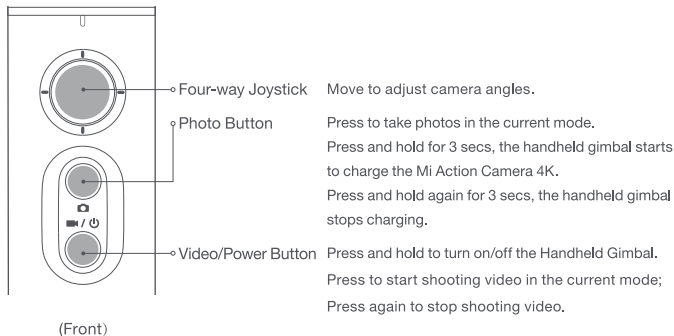 Four-way Joystick Move to adjust camera angles.
Photo Button Press to take photos in the current mode.
Press and hold for 3 secs, the handheld gimbal starts
to charge the Mi Action Camera 4K.
Press and hold again for 3 secs, the handheld gimbal
stops charging.
/
Video/Power Button Press and hold to turn on/off the Handheld Gimbal.
Press to start shooting video in the current mode;
Press again to stop shooting video.
(Front)